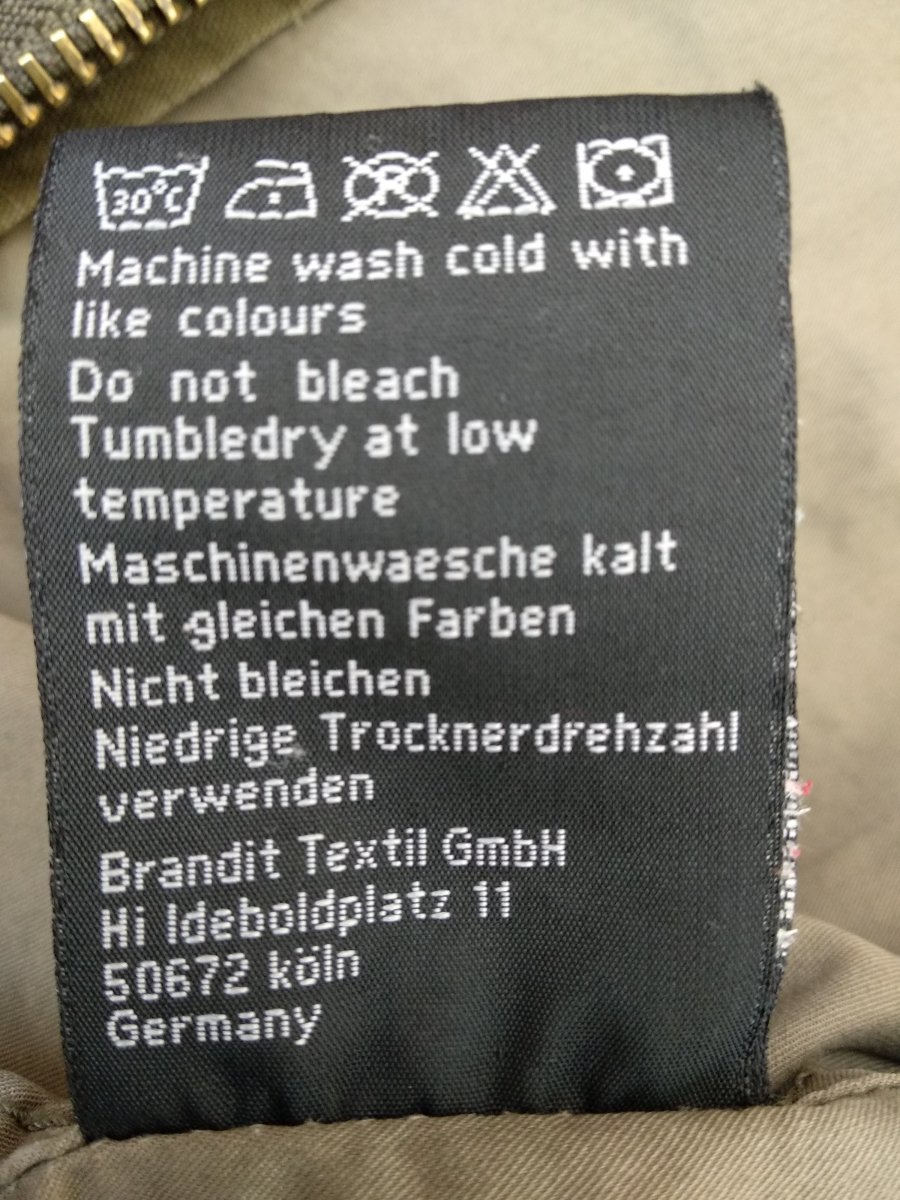 30°C
Machine wash cold with
like colours
Do not bleach
Tumbledry at low
temperature
Maschinenwaesche kalt
mit gleichen Farben
Nicht bleichen
Niedrige Trocknerdrehzahl
verwenden
Brandit Textil GmbH
Hi ldeboldplatz 11
50672 köln
Germany